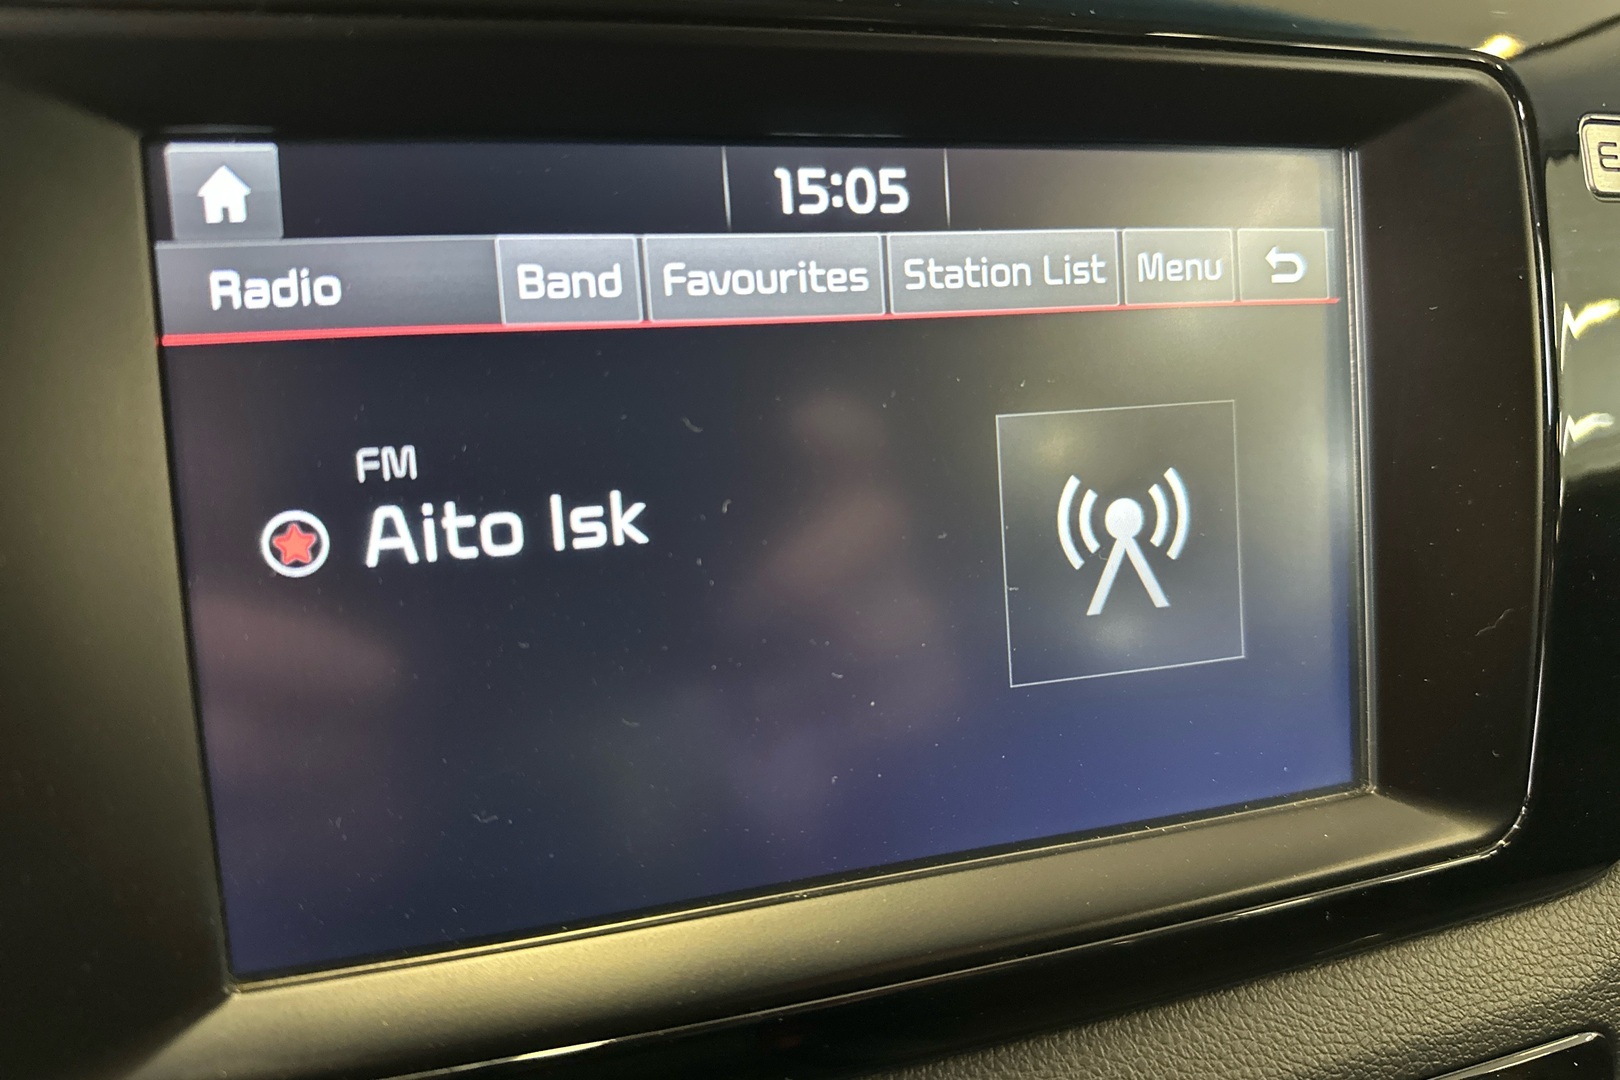 15:05
Radio Band Favourites Station List Menu
FM
Aito Isk
E